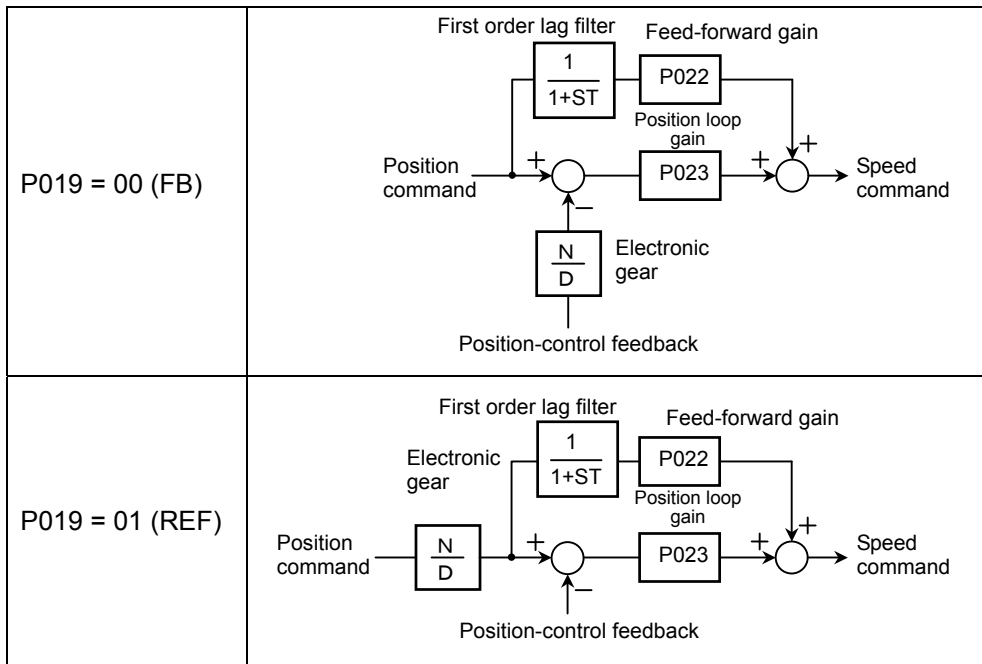 P019 = 00 (FB)
First order lag filter
Feed-forward gain
1
1+ST
P022
Position loop
gain
Position
command
+
−
P023
+
+
Speed
command
N
D
Electronic
gear
Position-control feedback
P019 = 01 (REF)
First order lag filter
Feed-forward gain
Electronic
gear
1
1+ST
P022
Position loop
gain
Position
command
N
D
+
−
P023
+
+
Speed
command
Position-control feedback